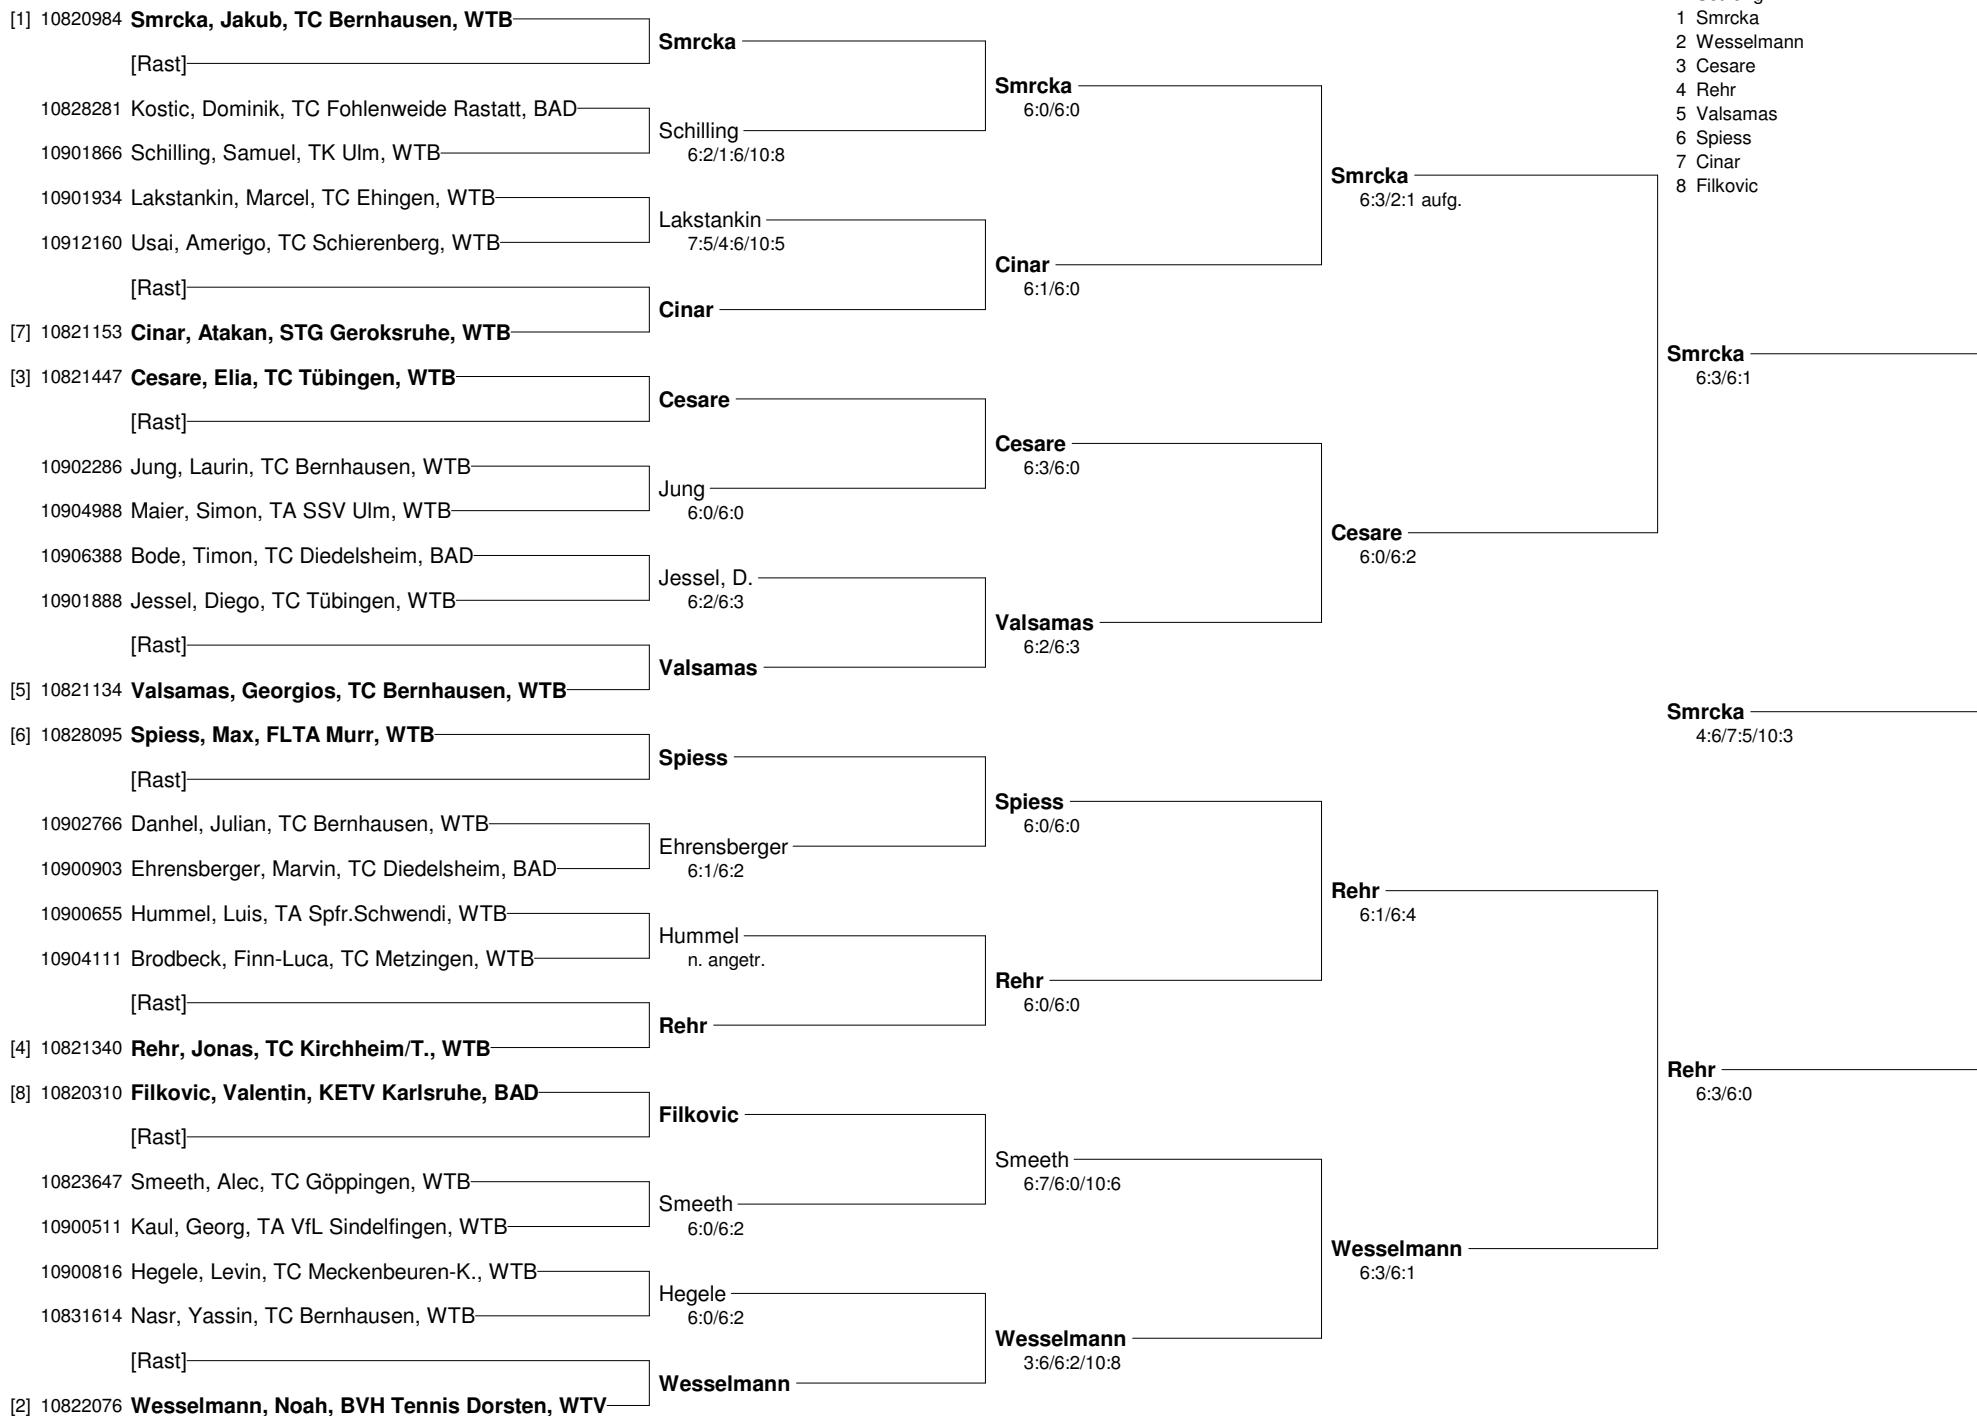 [1] 10820984 Smrcka, Jakub, TC Bernhausen, WTB
[Rast]
10828281 Kostic, Dominik, TC Fohlenweide Rastatt, BAD
10901866 Schilling, Samuel, TK Ulm, WTB
10901934 Lakstankin, Marcel, TC Ehingen, WTB
10912160 Usai, Amerigo, TC Schierenberg, WTB
[Rast]
[7] 10821153 Cinar, Atakan, STG Geroksruhe, WTB
[3] 10821447 Cesare, Elia, TC Tübingen, WTB
[Rast]
10902286 Jung, Laurin, TC Bernhausen, WTB
10904988 Maier, Simon, TA SSV Ulm, WTB
10906388 Bode, Timon, TC Diedelsheim, BAD
10901888 Jessel, Diego, TC Tübingen, WTB
[Rast]
[5] 10821134 Valsamas, Georgios, TC Bernhausen, WTB
[6] 10828095 Spiess, Max, FLTA Murr, WTB
[Rast]
10902766 Danhel, Julian, TC Bernhausen, WTB
10900903 Ehrensberger, Marvin, TC Diedelsheim, BAD
10900655 Hummel, Luis, TA Spfr.Schwendi, WTB
10904111 Brodbeck, Finn-Luca, TC Metzingen, WTB
[Rast]
[4] 10821340 Rehr, Jonas, TC Kirchheim/T., WTB
[8] 10820310 Filkovic, Valentin, KETV Karlsruhe, BAD
[Rast]
10823647 Smeeth, Alec, TC Göppingen, WTB
10900511 Kaul, Georg, TA VfL Sindelfingen, WTB
10900816 Hegele, Levin, TC Meckenbeuren-K., WTB
10831614 Nasr, Yassin, TC Bernhausen, WTB
[Rast]
[2] 10822076 Wesselmann, Noah, BVH Tennis Dorsten, WTV
Smrcka
Schilling
6:2/1:6/10:8
Lakstankin
7:5/4:6/10:5
Cinar
Cesare
Jung
6:0/6:0
Jessel, D.
6:2/6:3
Valsamas
Spiess
Ehrensberger
6:1/6:2
Hummel
n. angetr.
Rehr
Filkovic
Smeeth
6:0/6:2
Hegele
6:0/6:2
Wesselmann
Smrcka
6:0/6:0
Cinar
6:1/6:0
Cesare
6:3/6:0
Valsamas
6:2/6:3
Spiess
6:0/6:0
Rehr
6:0/6:0
Smeeth
6:7/6:0/10:6
Wesselmann
3:6/6:2/10:8
Smrcka
6:3/2:1 aufg.
Cesare
6:0/6:2
Rehr
6:1/6:4
Wesselmann
6:3/6:1
1 Smrcka
2 Wesselmann
3 Cesare
4 Rehr
5 Valsamas
6 Spiess
7 Cinar
8 Filkovic
Smrcka
6:3/6:1
Smrcka
4:6/7:5/10:3
Rehr
6:3/6:0